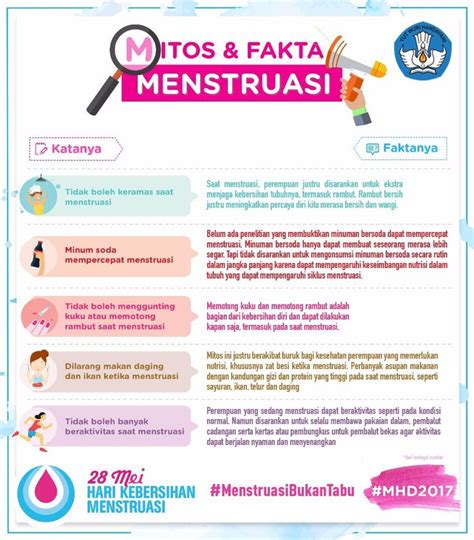 MITOS & FAKTA
MENSTRUASI
TUT WURI HANDAYANI
Katanya
Faktanya
Tidak boleh keramas saat
menstruasi
Saat menstruasi, perempuan justru disarankan untuk ekstra
menjaga kebersihan tubuhnya, termasuk rambut. Rambut bersih
justru meningkatkan percaya diri kita merasa bersih dan wangi.
Minum soda
mempercepat menstruasi
Belum ada penelitian yang membuktikan minuman bersoda dapat mempercepat
menstruasi. Minuman bersoda hanya dapat membuat seseorang merasa lebih
segar. Tapi tidak disarankan untuk mengonsumsi minuman bersoda secara rutin
dalam jangka panjang karena dapat mempengaruhi keseimbangan nutrisi dalam
tubuh yang dapat mempengaruhi siklus menstruasi.
Tidak boleh menggunting
kuku atau memotong
rambut saat menstruasi
Memotong kuku dan memotong rambut adalah
bagian dari kebersihan diri dan dapat dilakukan
kapan saja, termasuk pada saat menstruasi.
Dilarang makan daging
dan ikan ketika menstruasi
Mitos ini justru berakibat buruk bagi kesehatan perempuan yang memerlukan
nutrisi, khususnya zat besi ketika menstruasi. Perbanyak asupan makanan
dengan kandungan gizi dan protein yang tinggi pada saat menstruasi, seperti
sayuran, ikan, telur dan daging
Tidak boleh banyak
beraktivitas saat menstruasi
Perempuan yang sedang menstruasi dapat beraktivitas seperti pada kondisi
normal. Namun disarankan untuk selalu membawa pakaian dalam, pembalut
cadangan serta kertas atau pembungkus untuk pembalut bekas agar aktivitas
dapat berjalan nyaman dan menyenangkan
*dari berbagai sumber
28 Mei
HARI KEBERSIHAN
MENSTRUASI
#MenstruasiBukanTabu
#MHD2017